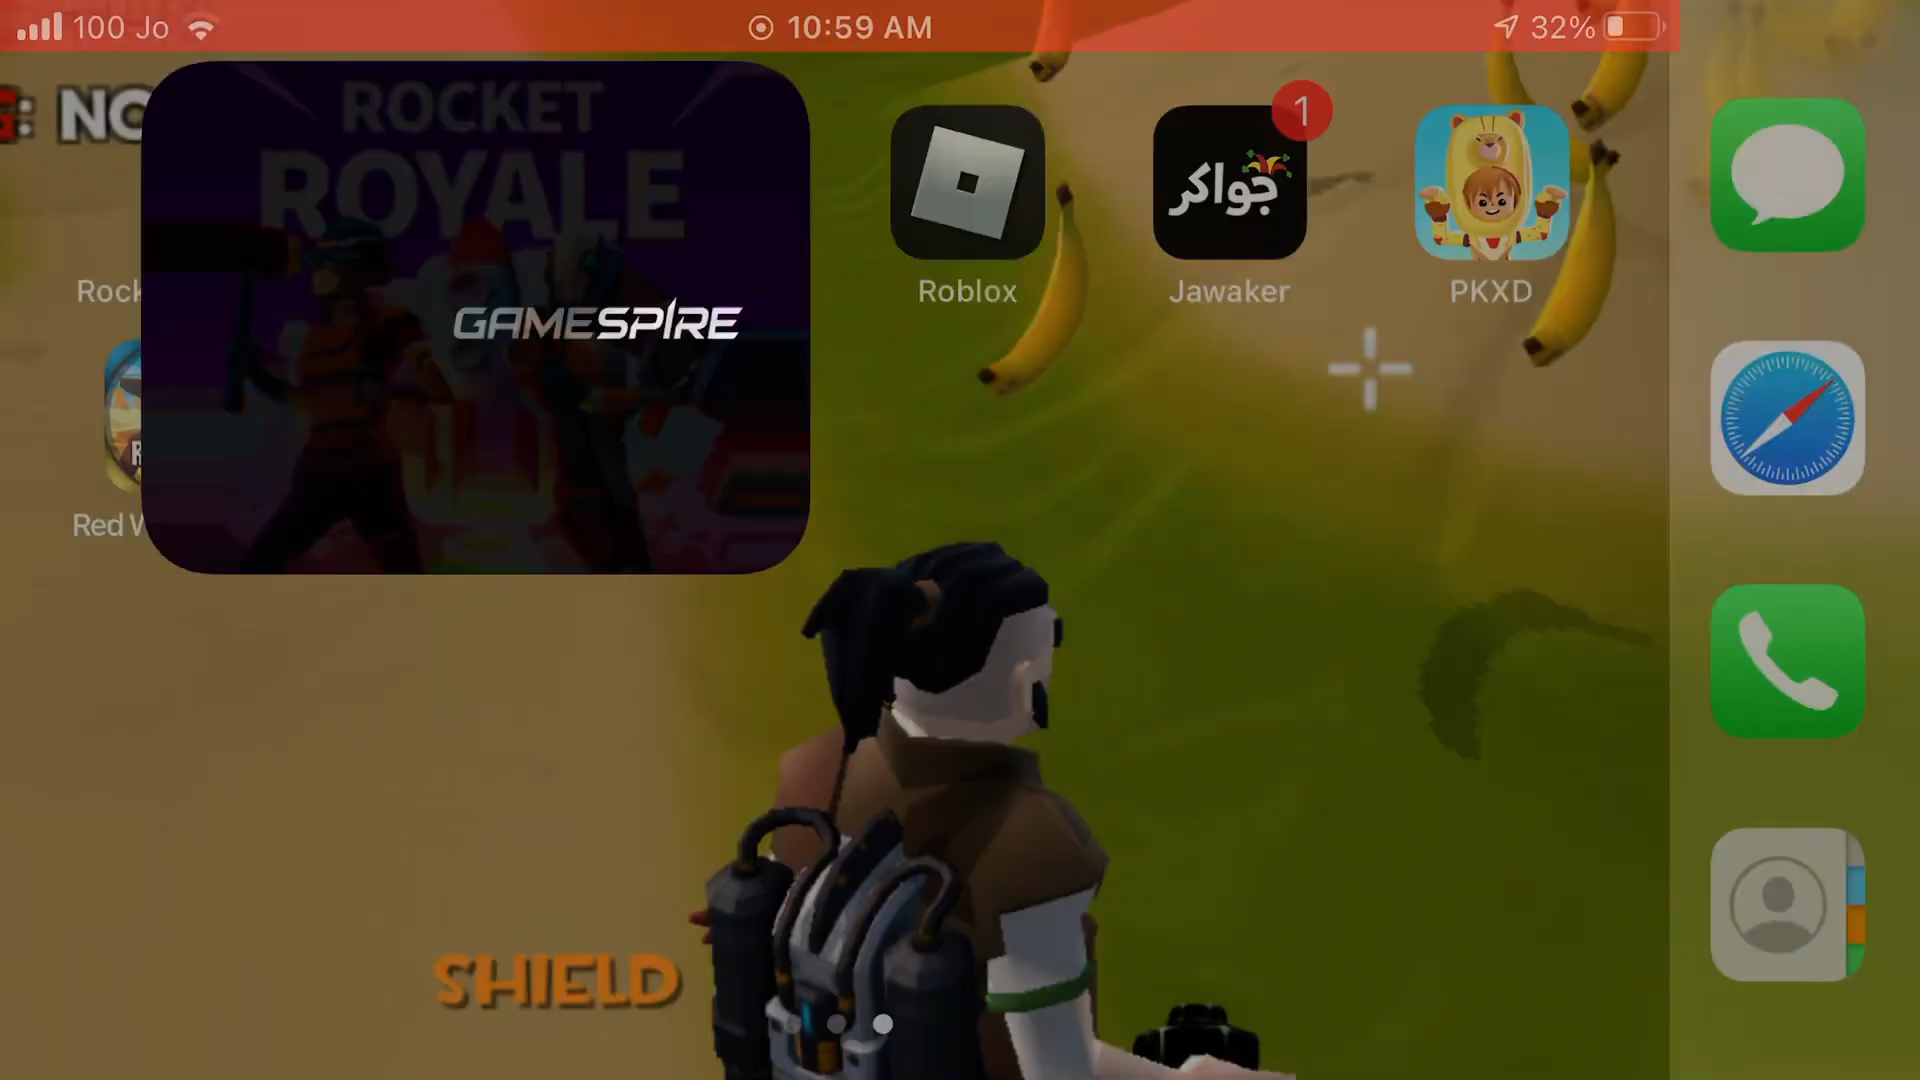 100 Jo
10:59 AM
32%
G: NO
ROCKET
ROYALE
GAMESPIRE
1
جواكر
Rock
Roblox
Jawaker
PKXD
R
Red W
SHIELD